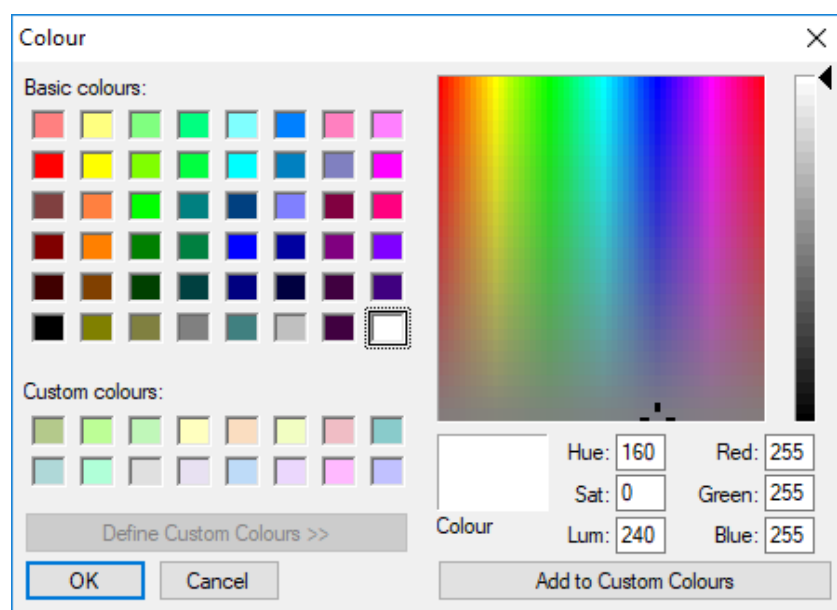 Colour
Basic colours:
Custom colours:
Define Custom Colours >>
OK Cancel
Colour
Hue: 160 Red: 255
Sat: 0 Green: 255
Lum: 240 Blue: 255
Add to Custom Colours